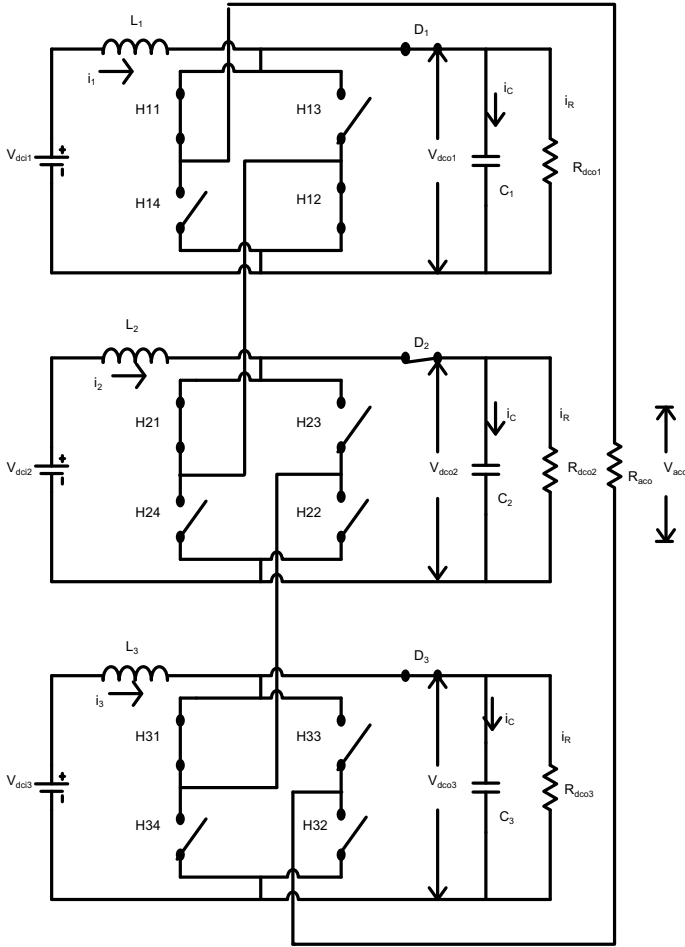 L1
D1
i1
H11
H13
iC
iR
Vdci1
+
Vdco1
Rdco1
C1
H14
H12
L2
D2
i2
H21
H23
iC
iR
Vdci2
+
Vdco2
Rdco2
Raco
Vaco
C2
H24
H22
L3
D3
i3
H31
H33
iC
iR
Vdci3
+
Vdco3
Rdco3
C3
H34
H32